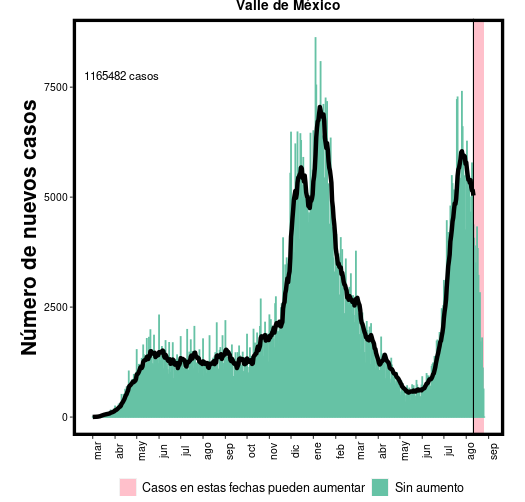 Valle de México
1165482 casos
Número de nuevos casos
7500
5000
2500
0
mar abr may jun jul ago sep oct nov dic ene feb mar abr may jun jul ago sep
Casos en estas fechas pueden aumentar Sin aumento